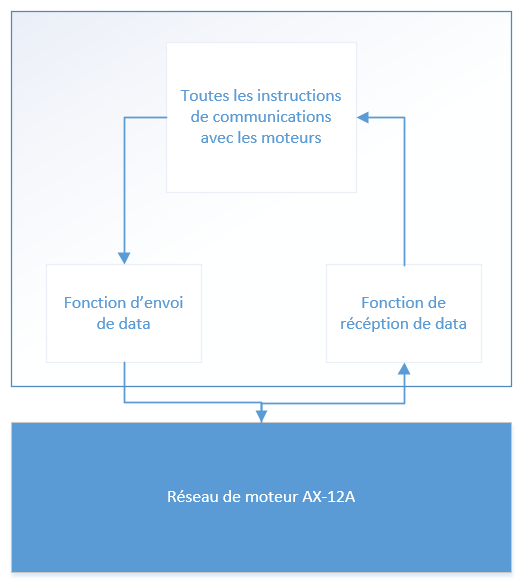 Toutes les instructions
de communications
avec les moteurs
Fonction d’envoi
de data
Fonction de
récéption de data
Réseau de moteur AX-12A